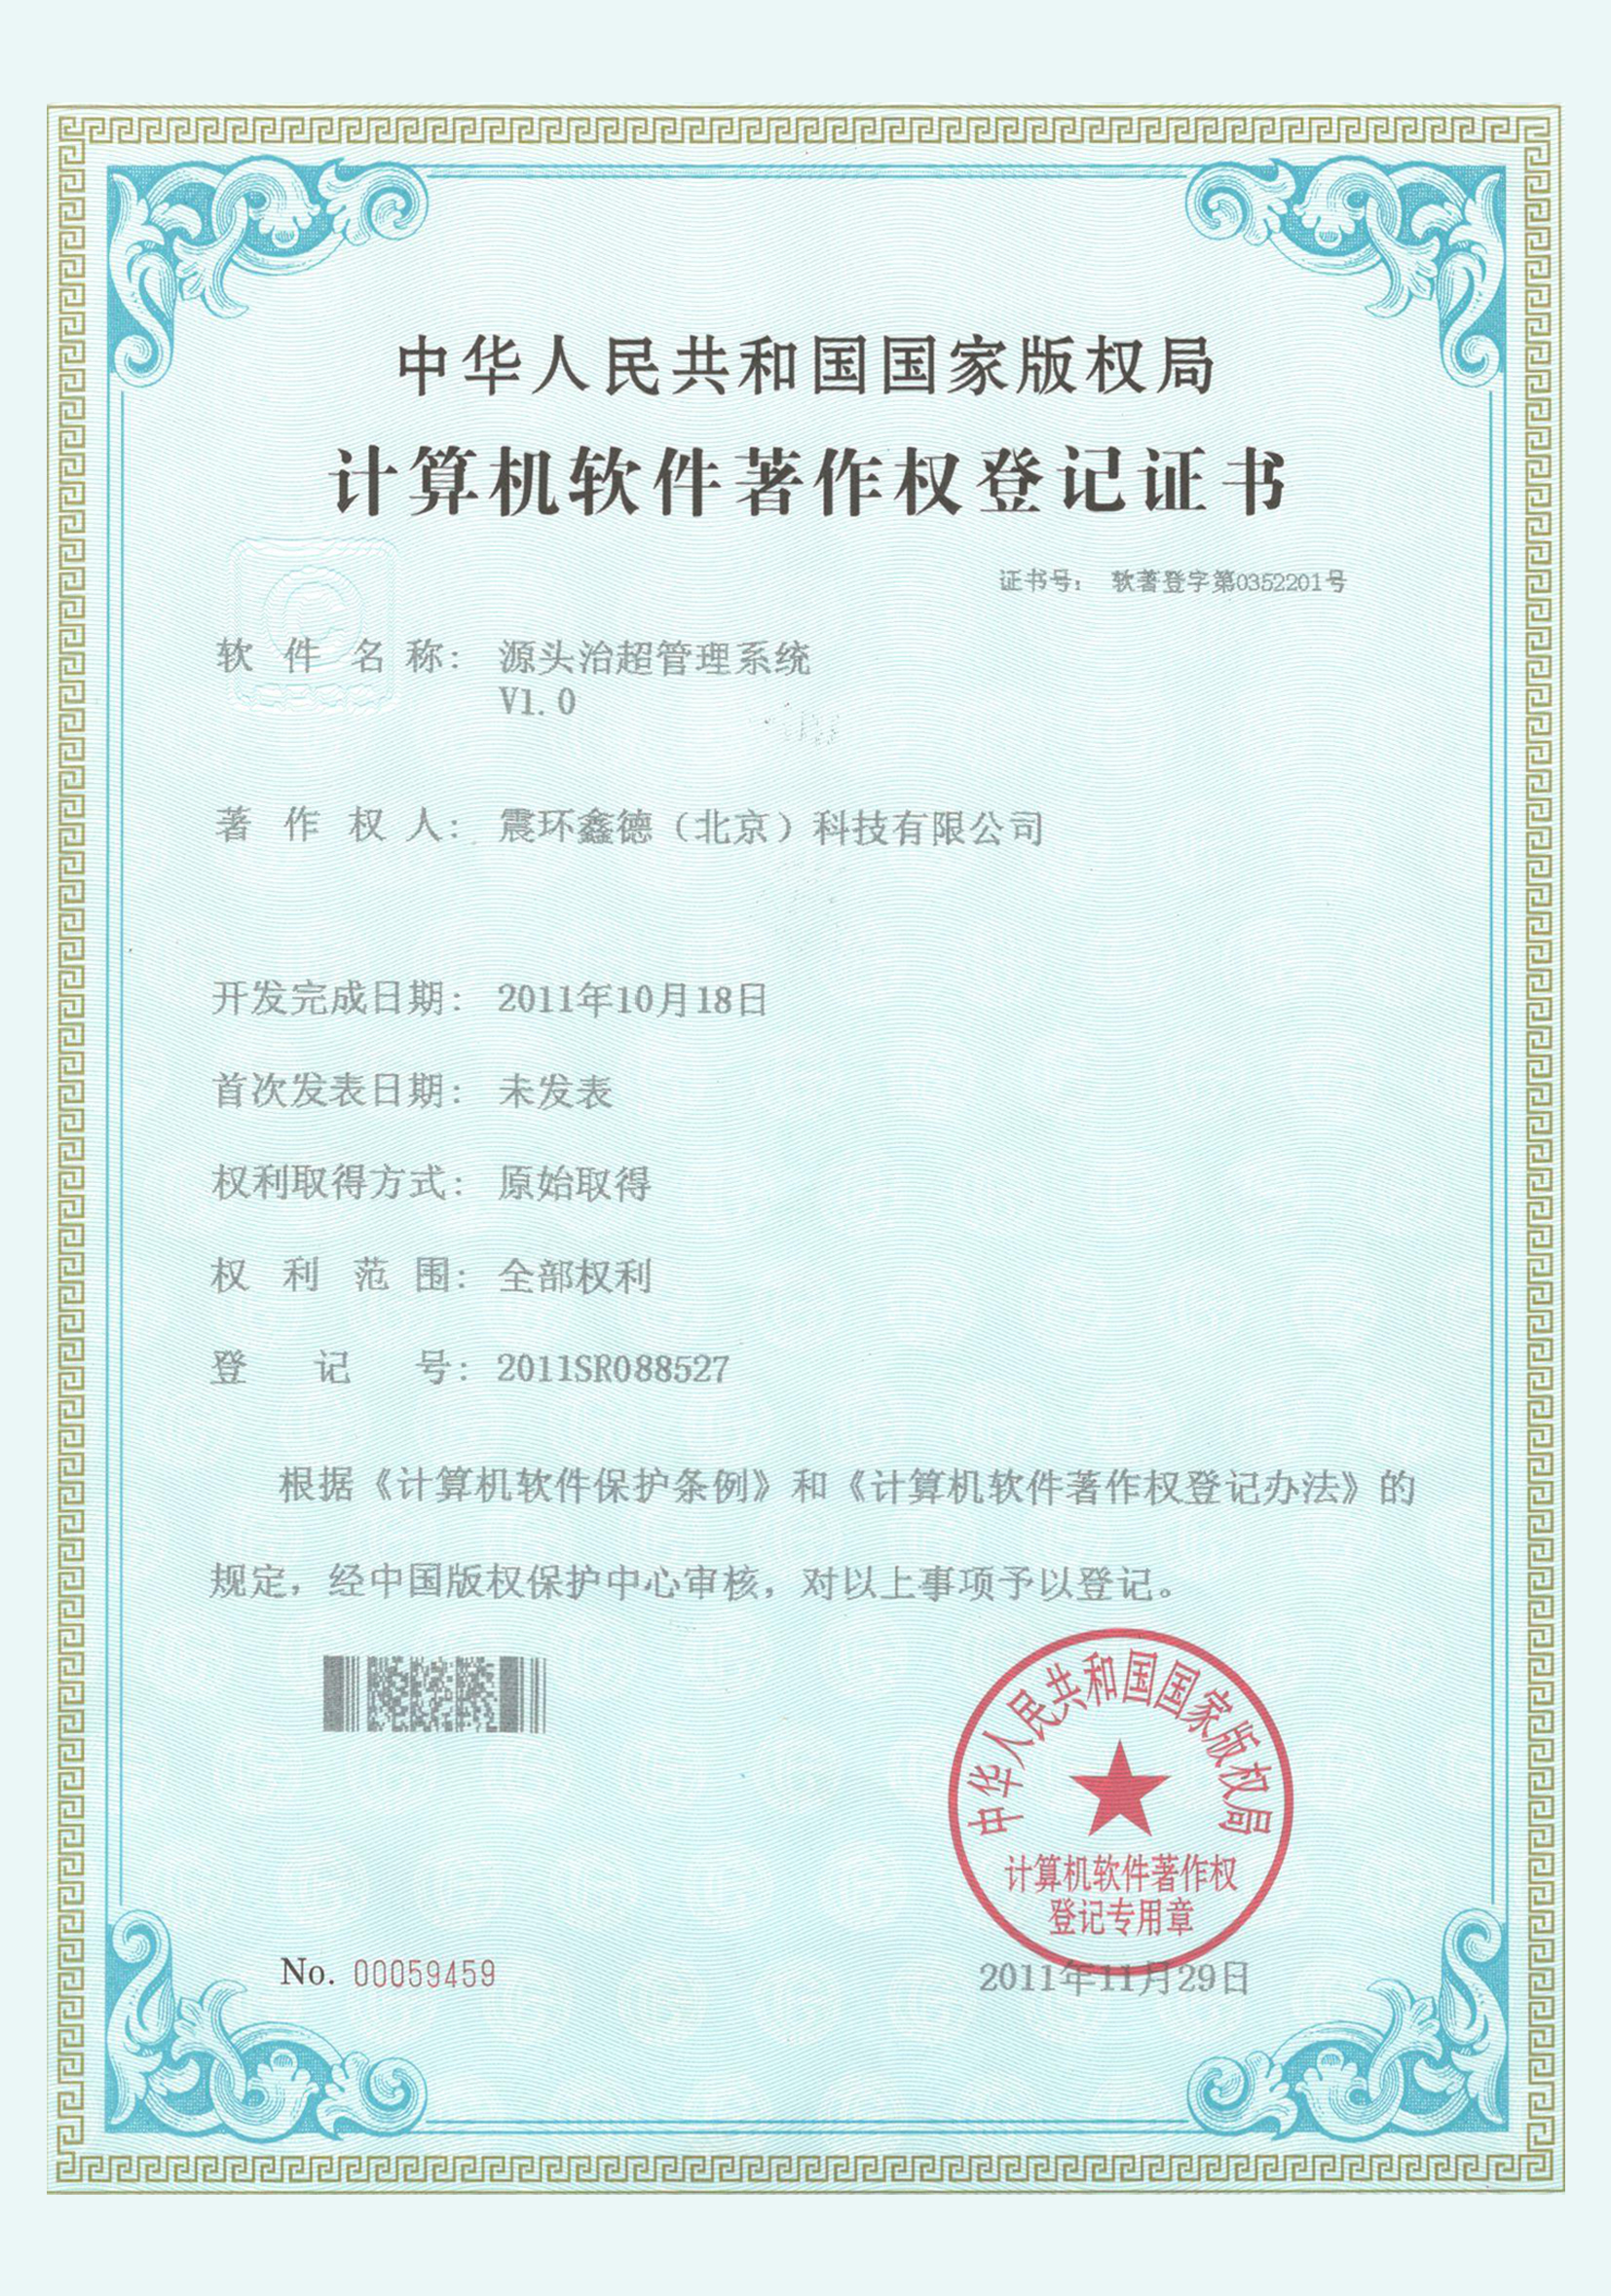 中华人民共和国国家版权局
计算机软件著作权登记证书
证书号： 软著登字第0352201号
软件名称： 源头治超管理系统
V1.0
著作权人： 震环鑫德（北京）科技有限公司
开发完成日期： 2011年10月18日
首次发表日期： 未发表
权利取得方式： 原始取得
权利范围： 全部权利
登记号： 2011SR088527
根据《计算机软件保护条例》和《计算机软件著作权登记办法》的
规定，经中国版权保护中心审核，对以上事项予以登记。
中华人民共和国国家版权局
计算机软件著作权
登记专用章
No. 00059459
2011年11月29日